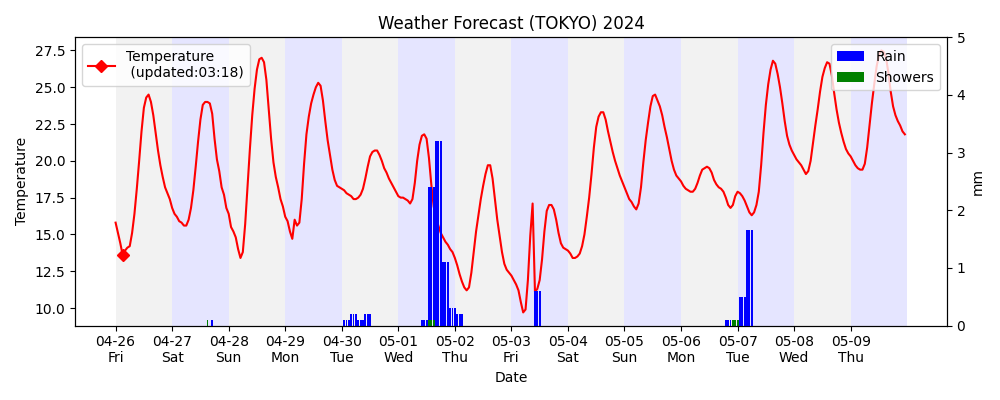 Weather Forecast (TOKYO) 2024
Temperature
(updated:03:18)
Rain
Showers
27.5
25.0
22.5
20.0
17.5
15.0
12.5
10.0
Temperature
5
4
3
2
1
0
mm
04-26 04-27 04-28 04-29 04-30 05-01 05-02 05-03 05-04 05-05 05-06 05-07 05-08 05-09
Fri Sat Sun Mon Tue Wed Thu Fri Sat Sun Mon Tue Wed Thu
Date